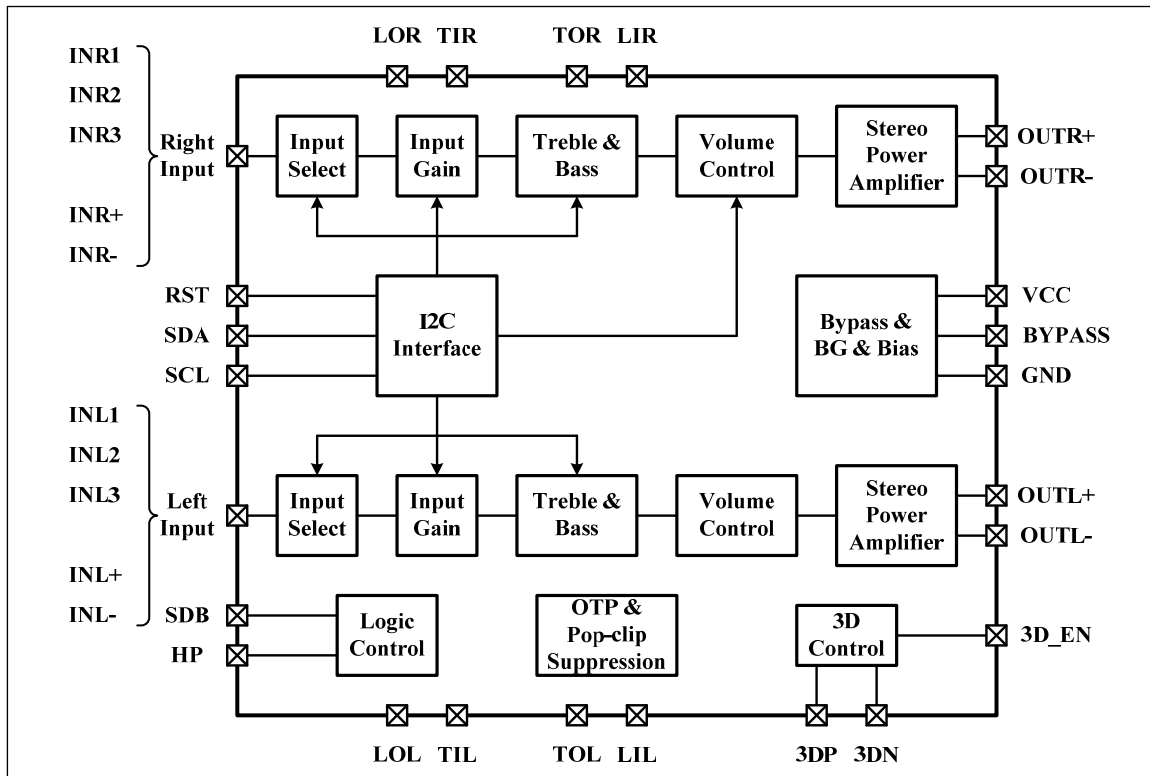 LOR TIR TOR LIR
INR1
INR2
INR3
INR+
INR-
Right
Input
Input
Select
Input
Gain
Treble &
Bass
Volume
Control
Stereo
Power
Amplifier
OUTR+
OUTR-
RST
SDA
SCL
I2C
Interface
Bypass &
BG & Bias
VCC
BYPASS
GND
INL1
INL2
INL3
INL+
INL-
Left
Input
Input
Select
Input
Gain
Treble &
Bass
Volume
Control
Stereo
Power
Amplifier
OUTL+
OUTL-
SDB
HP
Logic
Control
OTP &
Pop-clip
Suppression
3D
Control
3D_EN
LOL TIL TOL LIL 3DP 3DN